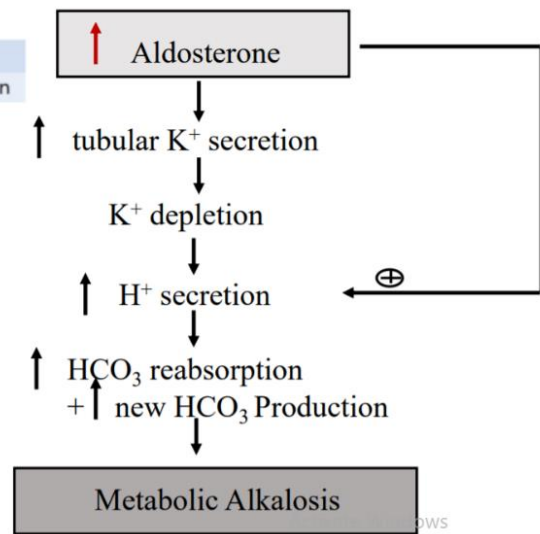 Aldosterone
n
tubular K⁺ secretion
K⁺ depletion
H⁺ secretion
HCO₃ reabsorption
+ new HCO₃ Production
Metabolic Alkalosis